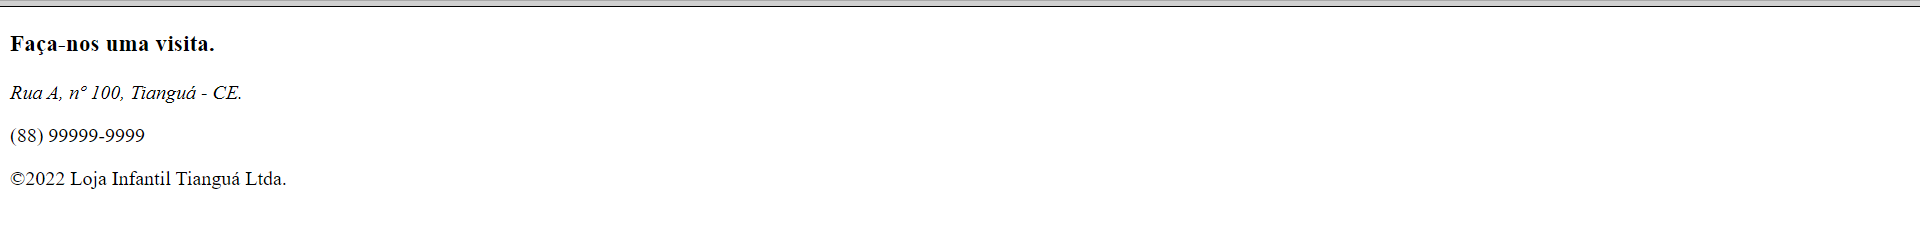 Faça-nos uma visita.
Rua A, nº 100, Tianguá - CE.
(88) 99999-9999
©2022 Loja Infantil Tianguá Ltda.